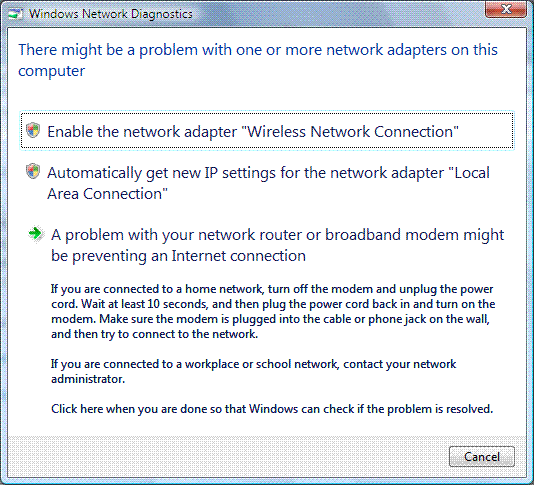 Windows Network Diagnostics
There might be a problem with one or more network adapters on this
computer
Enable the network adapter "Wireless Network Connection"
Automatically get new IP settings for the network adapter "Local
Area Connection"
A problem with your network router or broadband modem might
be preventing an Internet connection
If you are connected to a home network, turn off the modem and unplug the power
cord. Wait at least 10 seconds, and then plug the power cord back in and turn on the
modem. Make sure the modem is plugged into the cable or phone jack on the wall,
and then try to connect to the network.
If you are connected to a workplace or school network, contact your network
administrator.
Click here when you are done so that Windows can check if the problem is resolved.
Cancel